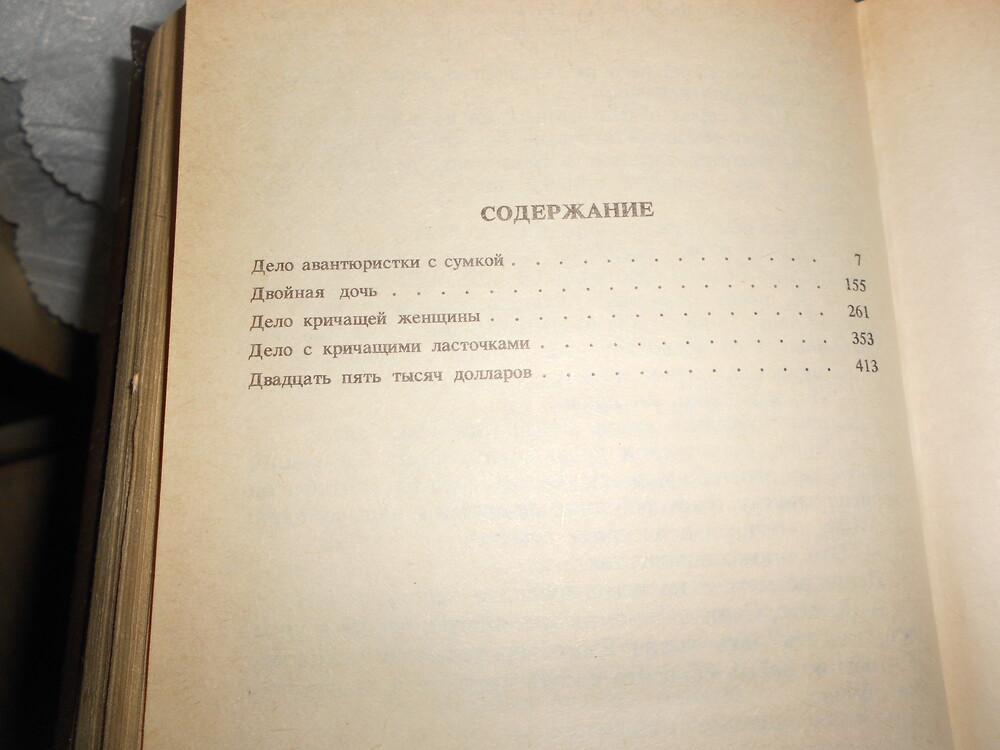 СОДЕРЖАНИЕ
Дело авантюристки с сумкой . . . . . . . . . . . . . . 7
Двойная дочь . . . . . . . . . . . . . . . . . . . 155
Дело кричащей женщины . . . . . . . . . . . . . . . 261
Дело с кричащими ласточками . . . . . . . . . . . . . 353
Двадцать пять тысяч долларов . . . . . . . . . . . . . 413